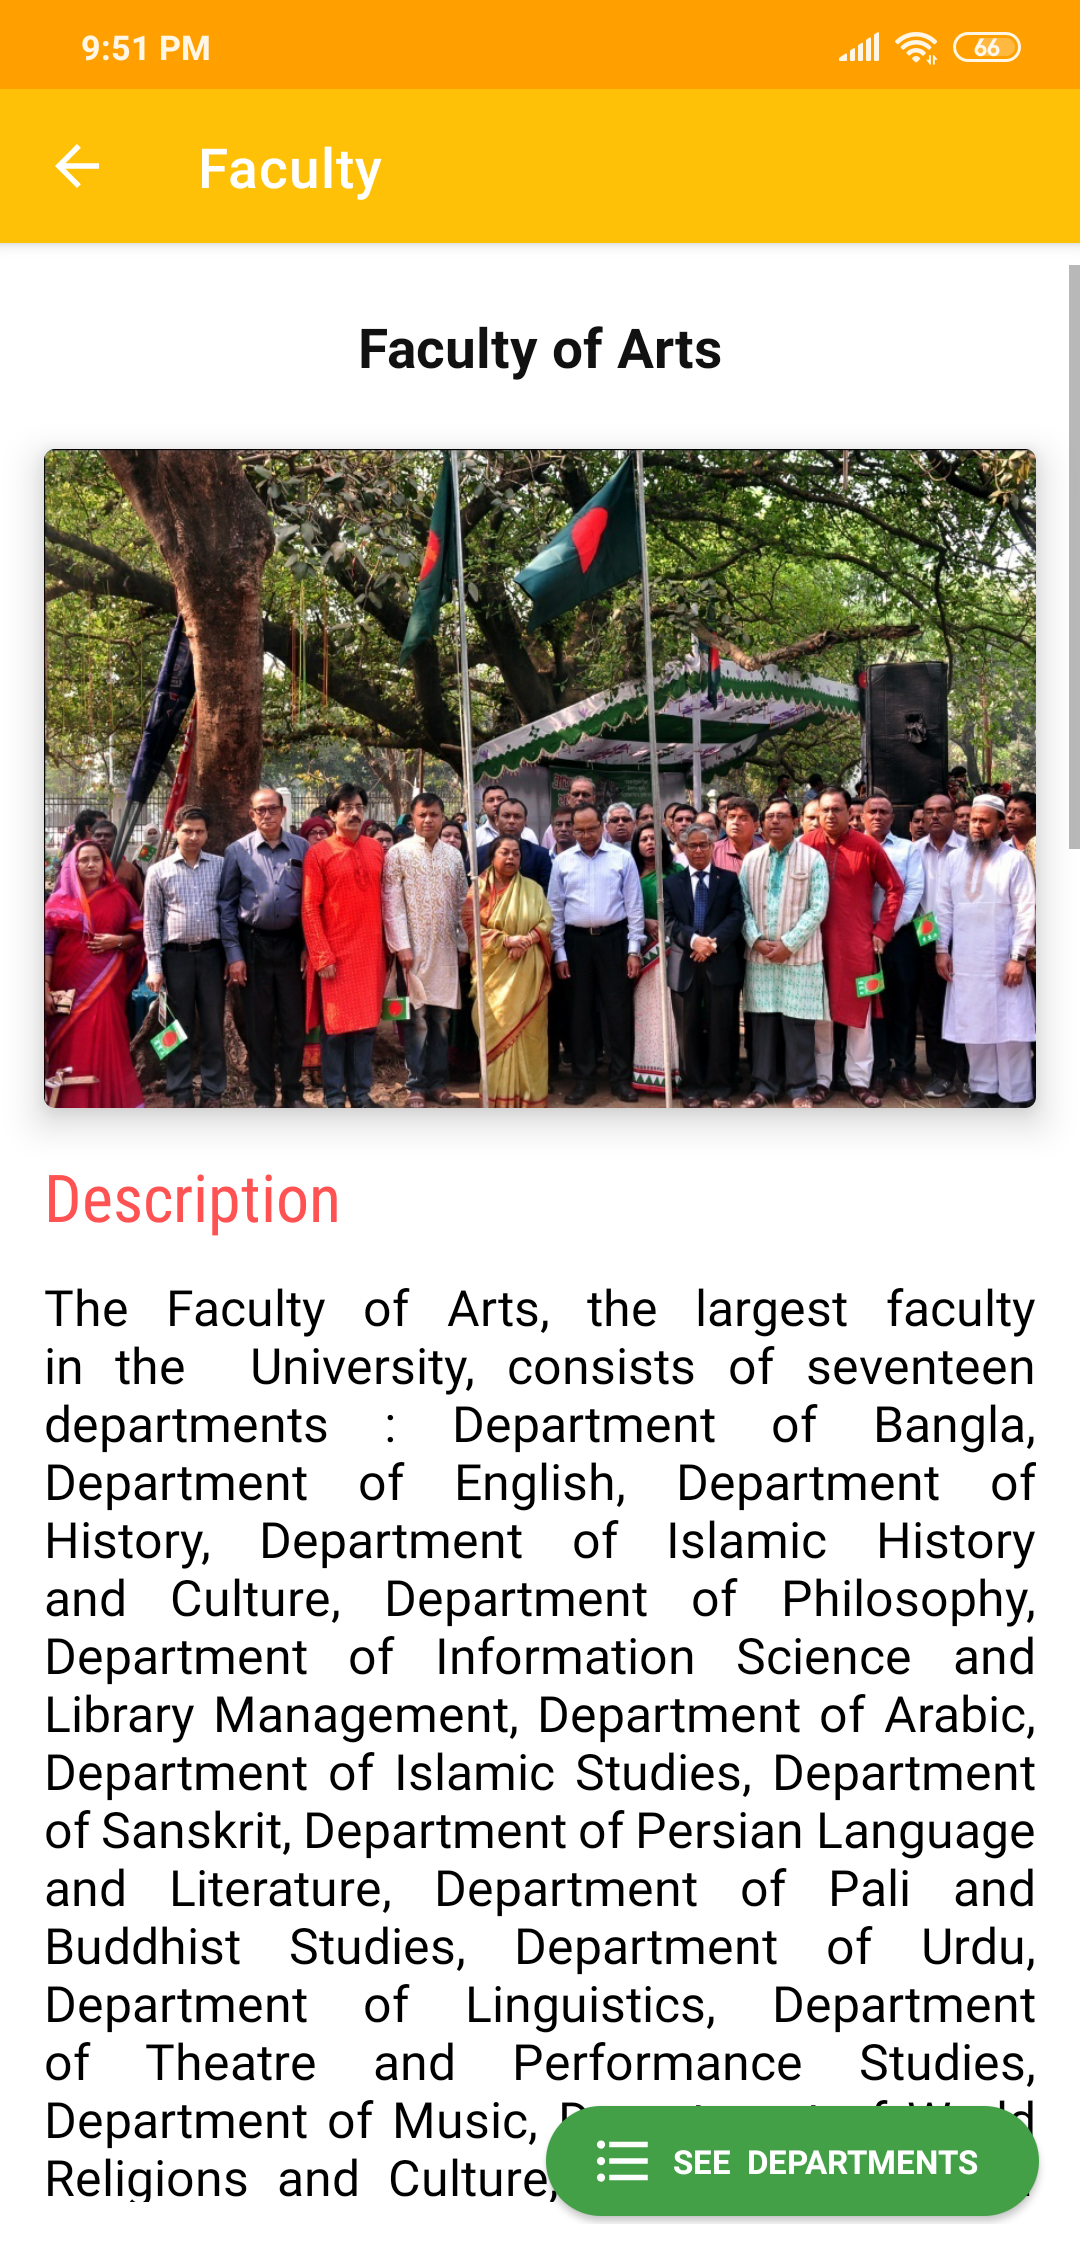 9:51 PM
66
Faculty
Faculty of Arts
Description
The Faculty of Arts, the largest faculty
in the University, consists of seventeen
departments : Department of Bangla,
Department of English, Department of
History, Department of Islamic History
and Culture, Department of Philosophy,
Department of Information Science and
Library Management, Department of Arabic,
Department of Islamic Studies, Department
of Sanskrit, Department of Persian Language
and Literature, Department of Pali and
Buddhist Studies, Department of Urdu,
Department of Linguistics, Department
of Theatre and Performance Studies,
Department of Music,
Religions and Culture,
SEE DEPARTMENTS